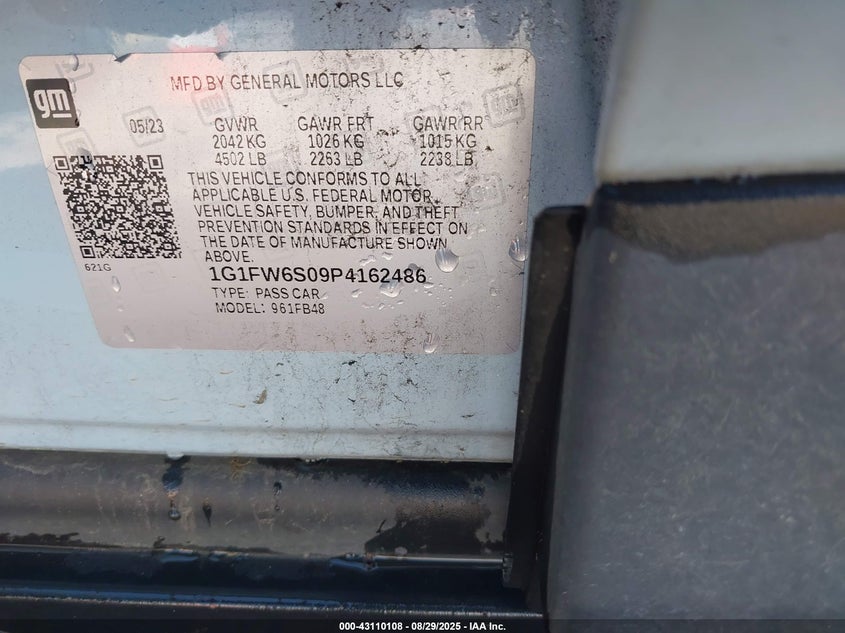 gm
MFD BY GENERAL MOTORS LLC
05/23 GVWR GAWR FRT GAWR RR
2042 KG 1026 KG 1015 KG
4502 LB 2263 LB 2238 LB
THIS VEHICLE CONFORMS TO ALL
APPLICABLE U.S. FEDERAL MOTOR
VEHICLE SAFETY, BUMPER, AND THEFT
PREVENTION STANDARDS IN EFFECT ON
THE DATE OF MANUFACTURE SHOWN
ABOVE.
621G
1G1FW6S09P4162486
TYPE: PASS CAR
MODEL: 961FB48
000-43110108 - 08/29/2025 - IAA Inc.